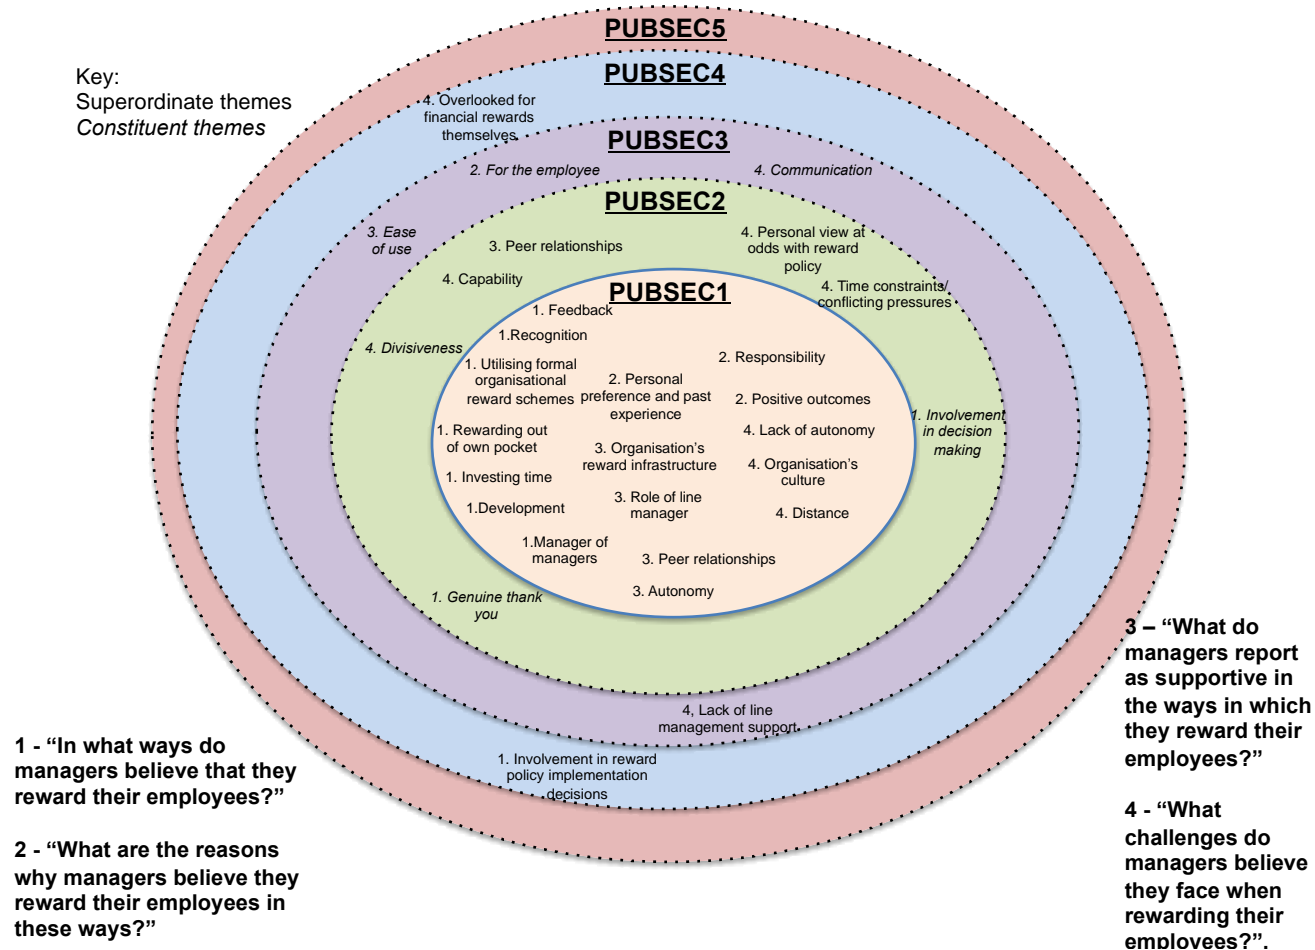 PUBSEC5
PUBSEC4
Key:
Superordinate themes
Constituent themes
4. Overlooked for
financial rewards
themselves
PUBSEC3
2. For the employee
4. Communication
PUBSEC2
3. Ease
of use
3. Peer relationships
4. Personal view at
odds with reward
policy
4. Capability
4. Time constraints/
conflicting pressures
PUBSEC1
1. Feedback
1.Recognition
4. Divisiveness
1. Utilising formal
organisational
reward schemes
2. Responsibility
2. Personal
preference and past
experience
2. Positive outcomes
1. Involvement
in decision
making
1. Rewarding out
of own pocket
4. Lack of autonomy
3. Organisation’s
reward infrastructure
4. Organisation’s
culture
1. Investing time
3. Role of line
manager
1.Development
4. Distance
1.Manager of
managers
3. Peer relationships
3. Autonomy
1. Genuine thank
you
4, Lack of line
management support
1. Involvement in reward
policy implementation
decisions
1 - “In what ways do
managers believe that they
reward their employees?”
2 - “What are the reasons
why managers believe they
reward their employees in
these ways?”
3 – “What do
managers report
as supportive in
the ways in which
they reward their
employees?”
4 - “What
challenges do
managers believe
they face when
rewarding their
employees?”.